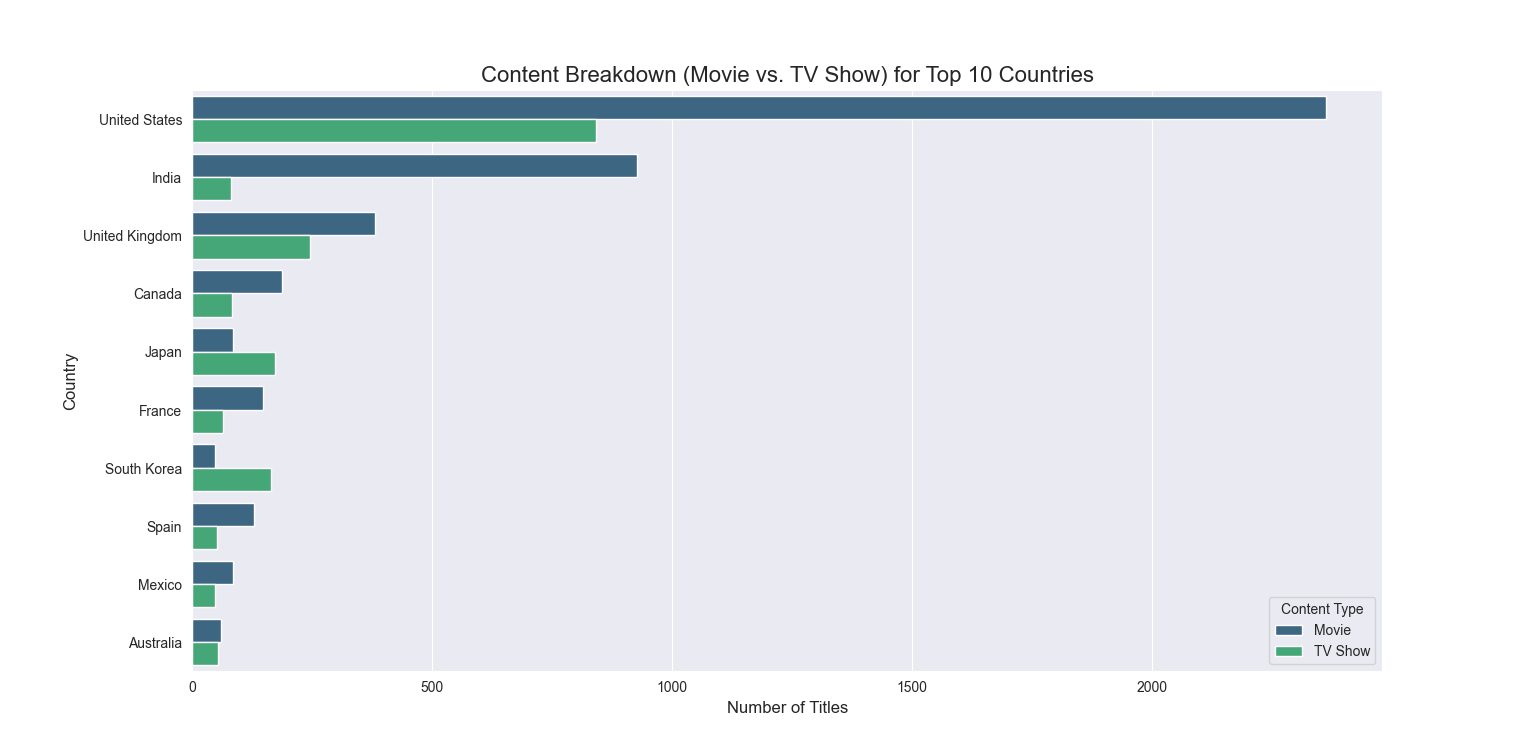 Content Breakdown (Movie vs. TV Show) for Top 10 Countries
United States
India
United Kingdom
Canada
Japan
France
South Korea
Spain
Mexico
Australia
Country
0 500 1000 1500 2000
Number of Titles
Content Type
Movie
TV Show